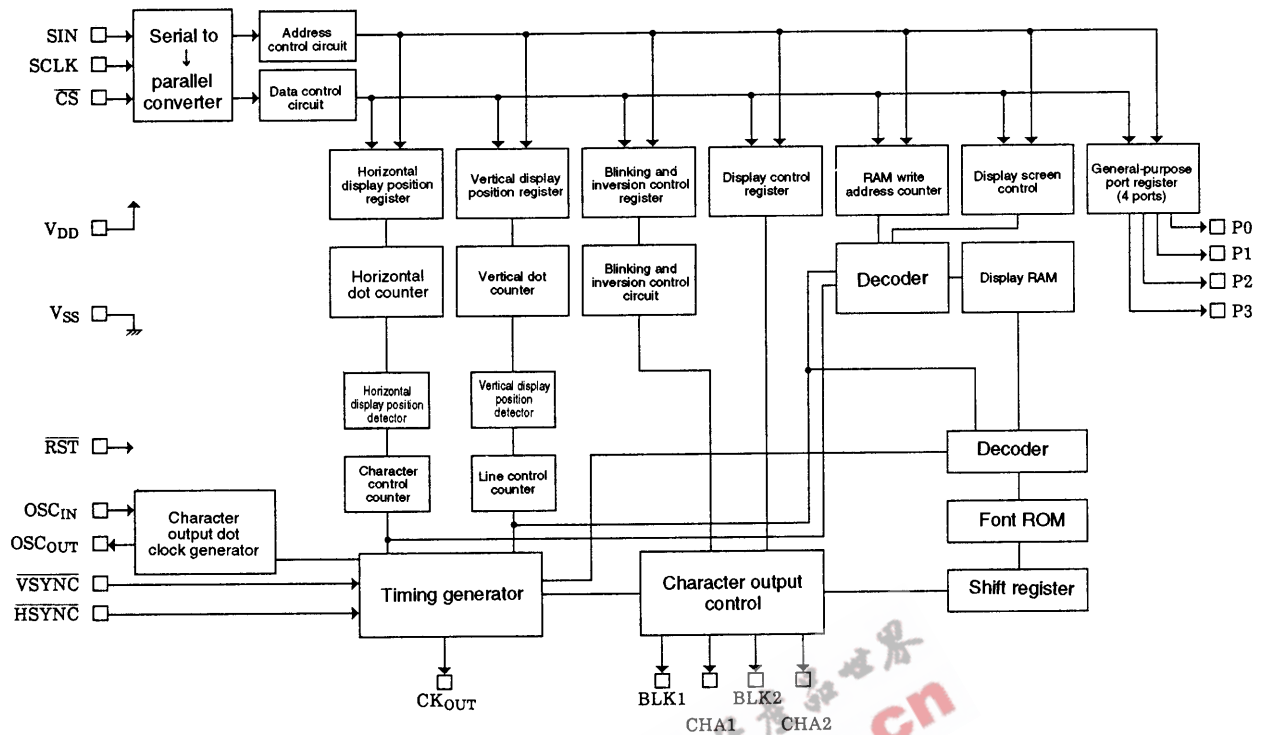 SIN
SCLK
CS
Serial to
↓
parallel
converter
Address
control circuit
Data control
circuit
Horizontal
display position
register
Vertical display
position register
Blinking and
inversion control
register
Display control
register
RAM write
address counter
Display screen
control
General-purpose
port register
(4 ports)
P0
P1
P2
P3
VDD
VSS
Horizontal
dot counter
Vertical dot
counter
Blinking and
inversion control
circuit
Decoder
Display RAM
Horizontal
display position
detector
Vertical display
position
detector
RST
Character
control
counter
Line control
counter
Decoder
Font ROM
Shift register
OSCIN
OSCOUT
VSYNC
HSYNC
Character
output dot
clock generator
Timing generator
Character output
control
CKOUT
BLK1
CHA1
BLK2
CHA2
世界
cn